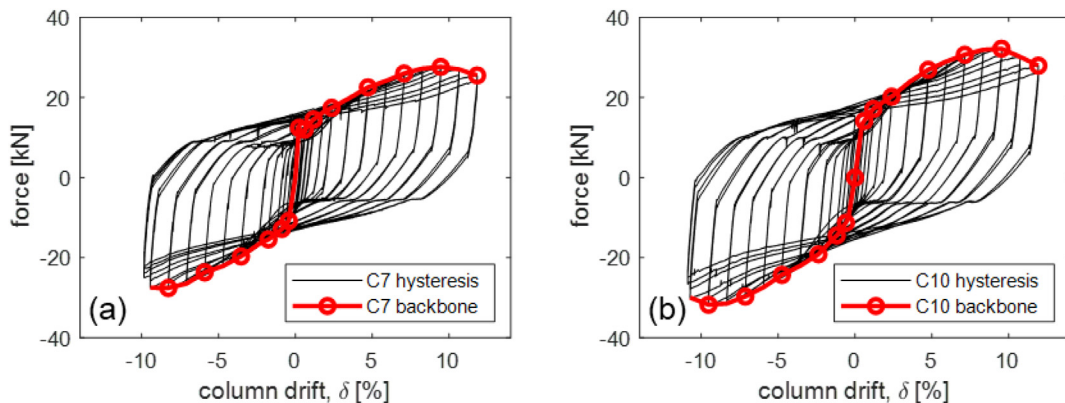 40
20
0
-20
-40
force [kN]
(a)
C7 hysteresis
C7 backbone
-10 -5 0 5 10
column drift, δ [%]
40
20
0
-20
-40
force [kN]
(b)
C10 hysteresis
C10 backbone
-10 -5 0 5 10
column drift, δ [%]